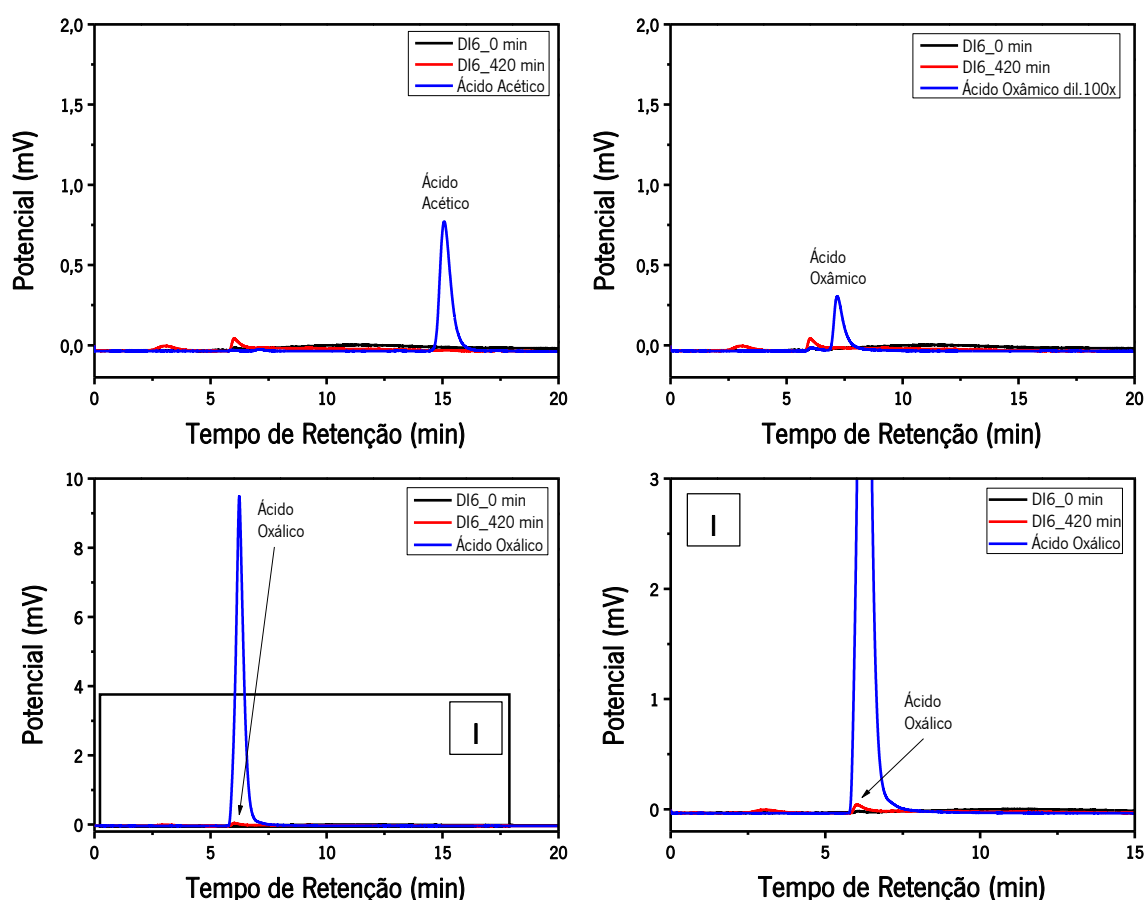 2,0
1,5
1,0
0,5
0,0
Potencial (mV)
DI6_0 min
DI6_420 min
Ácido Acético
Ácido
Acético
0
5
10
15
20
Tempo de Retenção (min)
2,0
1,5
1,0
0,5
0,0
Potencial (mV)
DI6_0 min
DI6_420 min
Ácido Oxâmico dil.100x
Ácido
Oxâmico
0
5
10
15
20
Tempo de Retenção (min)
10
8
6
4
2
0
Potencial (mV)
DI6_0 min
DI6_420 min
Ácido Oxálico
Ácido
Oxálico
I
0
5
10
15
20
Tempo de Retenção (min)
3
2
1
0
Potencial (mV)
I
DI6_0 min
DI6_420 min
Ácido Oxálico
Ácido
Oxálico
0
5
10
15
Tempo de Retenção (min)